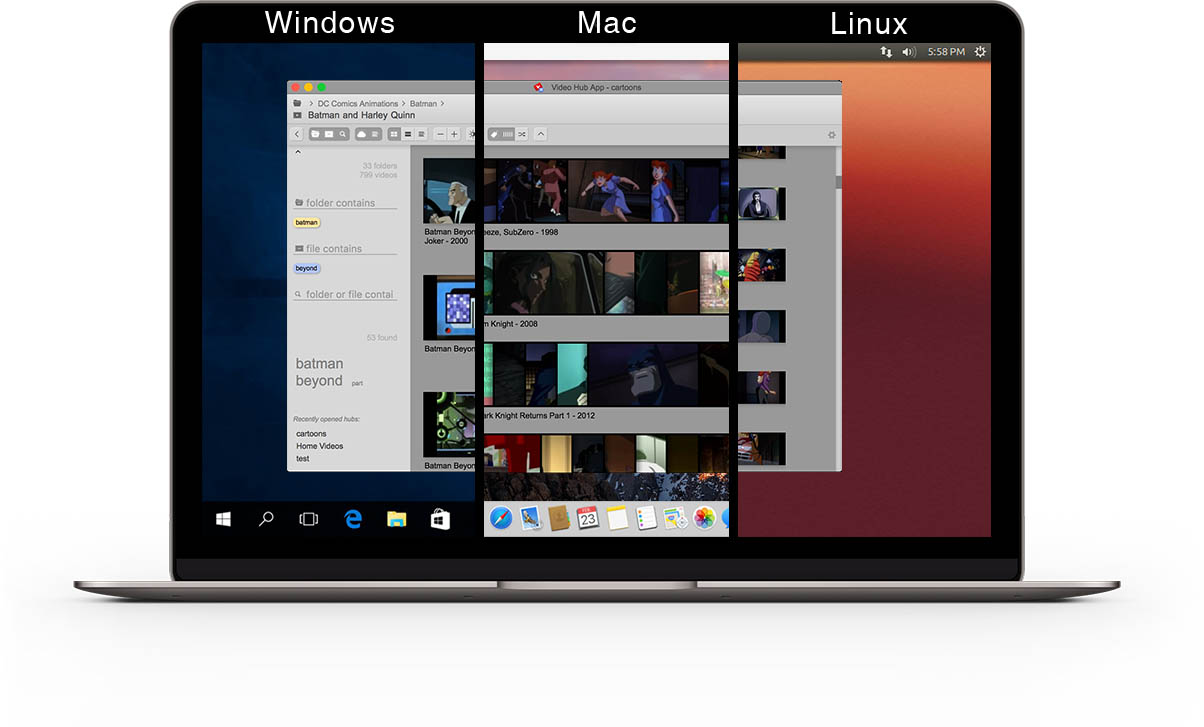 Windows
Mac
Linux
5:58 PM
Video Hub App - cartoons
> DC Comics Animations > Batman >
Batman and Harley Quinn
33 folders
799 videos
folder contains
batman
file contains
beyond
folder or file contai
53 found
batman
beyond part
Recently opened hubs:
cartoons
Home Videos
test
Batman Beyon
Joker - 2000
eeze, SubZero - 1998
Batman Beyon
m Knight - 2008
Batman Beyon
ark Knight Returns Part 1 - 2012
FEB
23